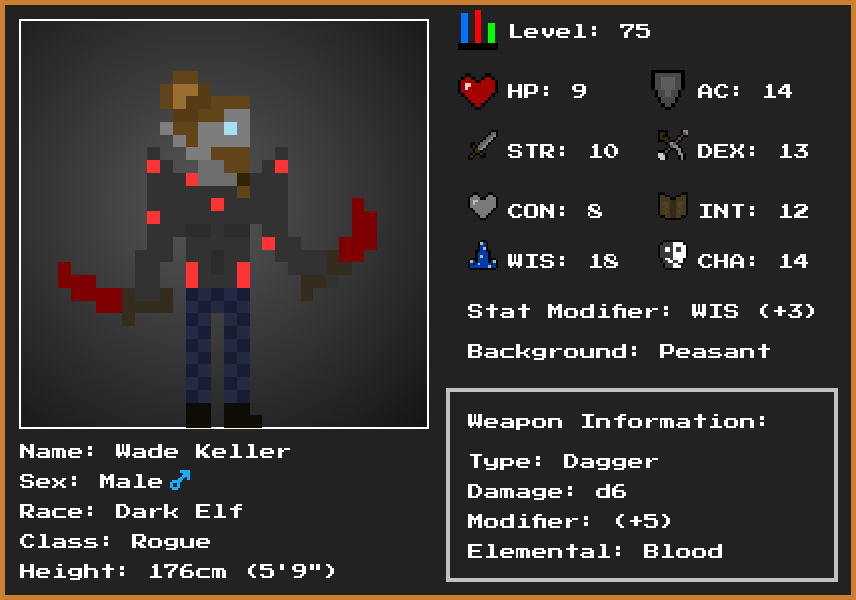 Level: 75
HP: 9
AC: 14
STR: 10
DEX: 13
CON: 8
INT: 12
WIS: 18
CHA: 14
Stat Modifier: WIS (+3)
Background: Peasant
Weapon Information:
Type: Dagger
Damage: d6
Modifier: (+5)
Elemental: Blood
Name: Wade Keller
Sex: Male ♂
Race: Dark Elf
Class: Rogue
Height: 176cm (5'9")